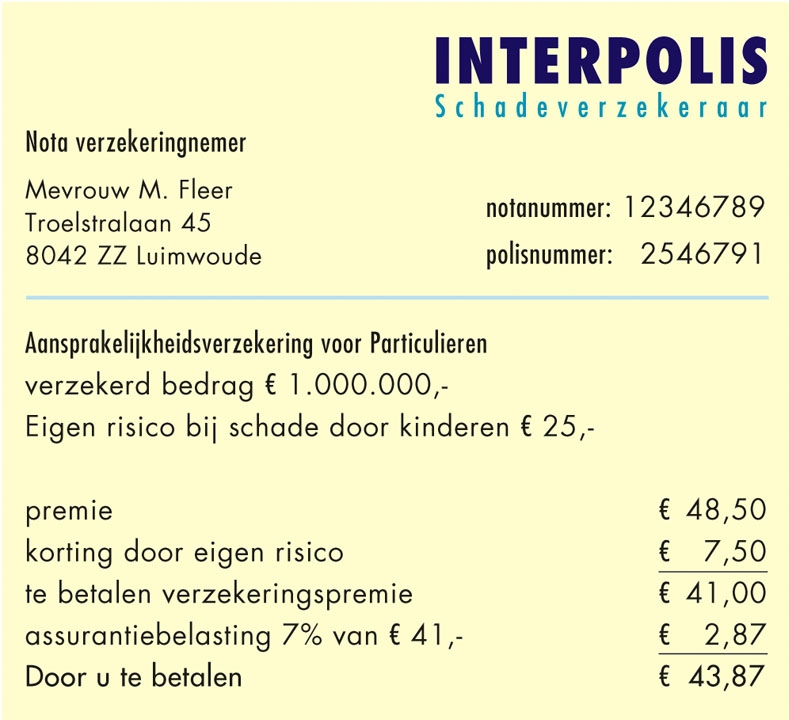 INTERPOLIS
Schadeverzekeraar
Nota verzekeringnemer
Mevrouw M. Fleer
Troelstralaan 45
8042 ZZ Luimwoude
notanummer: 12346789
polisnummer: 2546791
Aansprakelijkheidsverzekering voor Particulieren
verzekerd bedrag € 1.000.000,-
Eigen risico bij schade door kinderen € 25,-
premie € 48,50
korting door eigen risico € 7,50
te betalen verzekeringspremie € 41,00
assurantiebelasting 7% van € 41,- € 2,87
Door u te betalen € 43,87